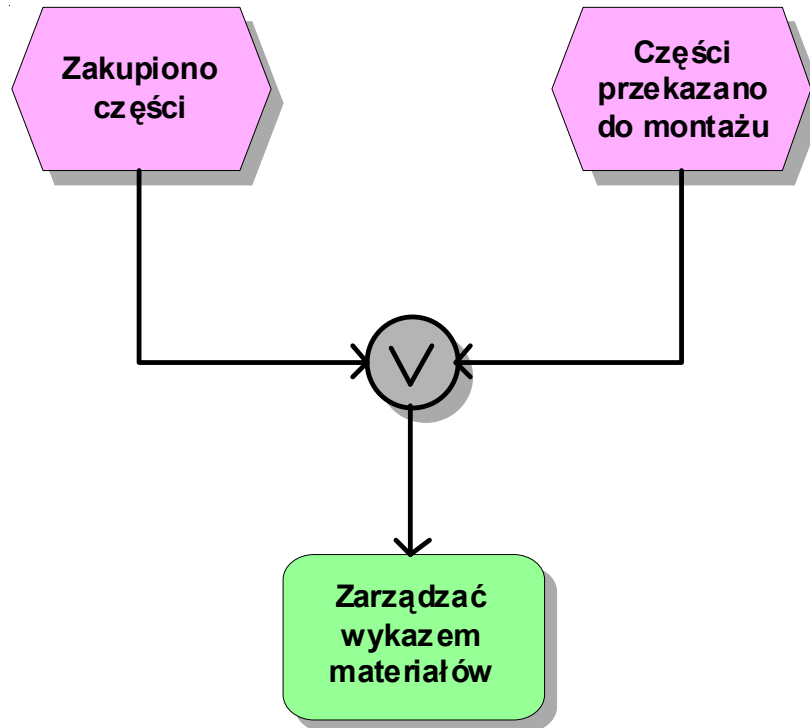 Zakupiono
części
Części
przekazano
do montażu
V
Zarządzać
wykazem
materiałów